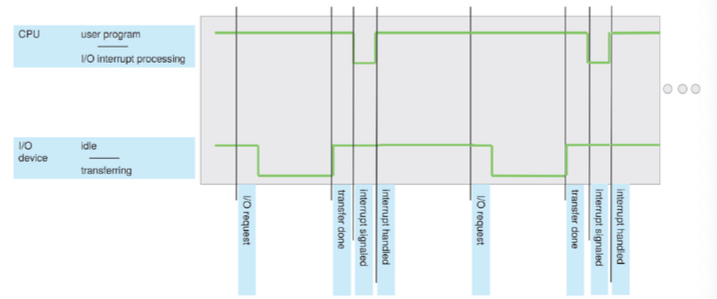 CPU
user program
I/O interrupt processing
I/O
device
idle
transferring
I/O request
transfer done
interrupt signaled
interrupt handled
I/O request
transfer done
interrupt signaled
interrupt handled